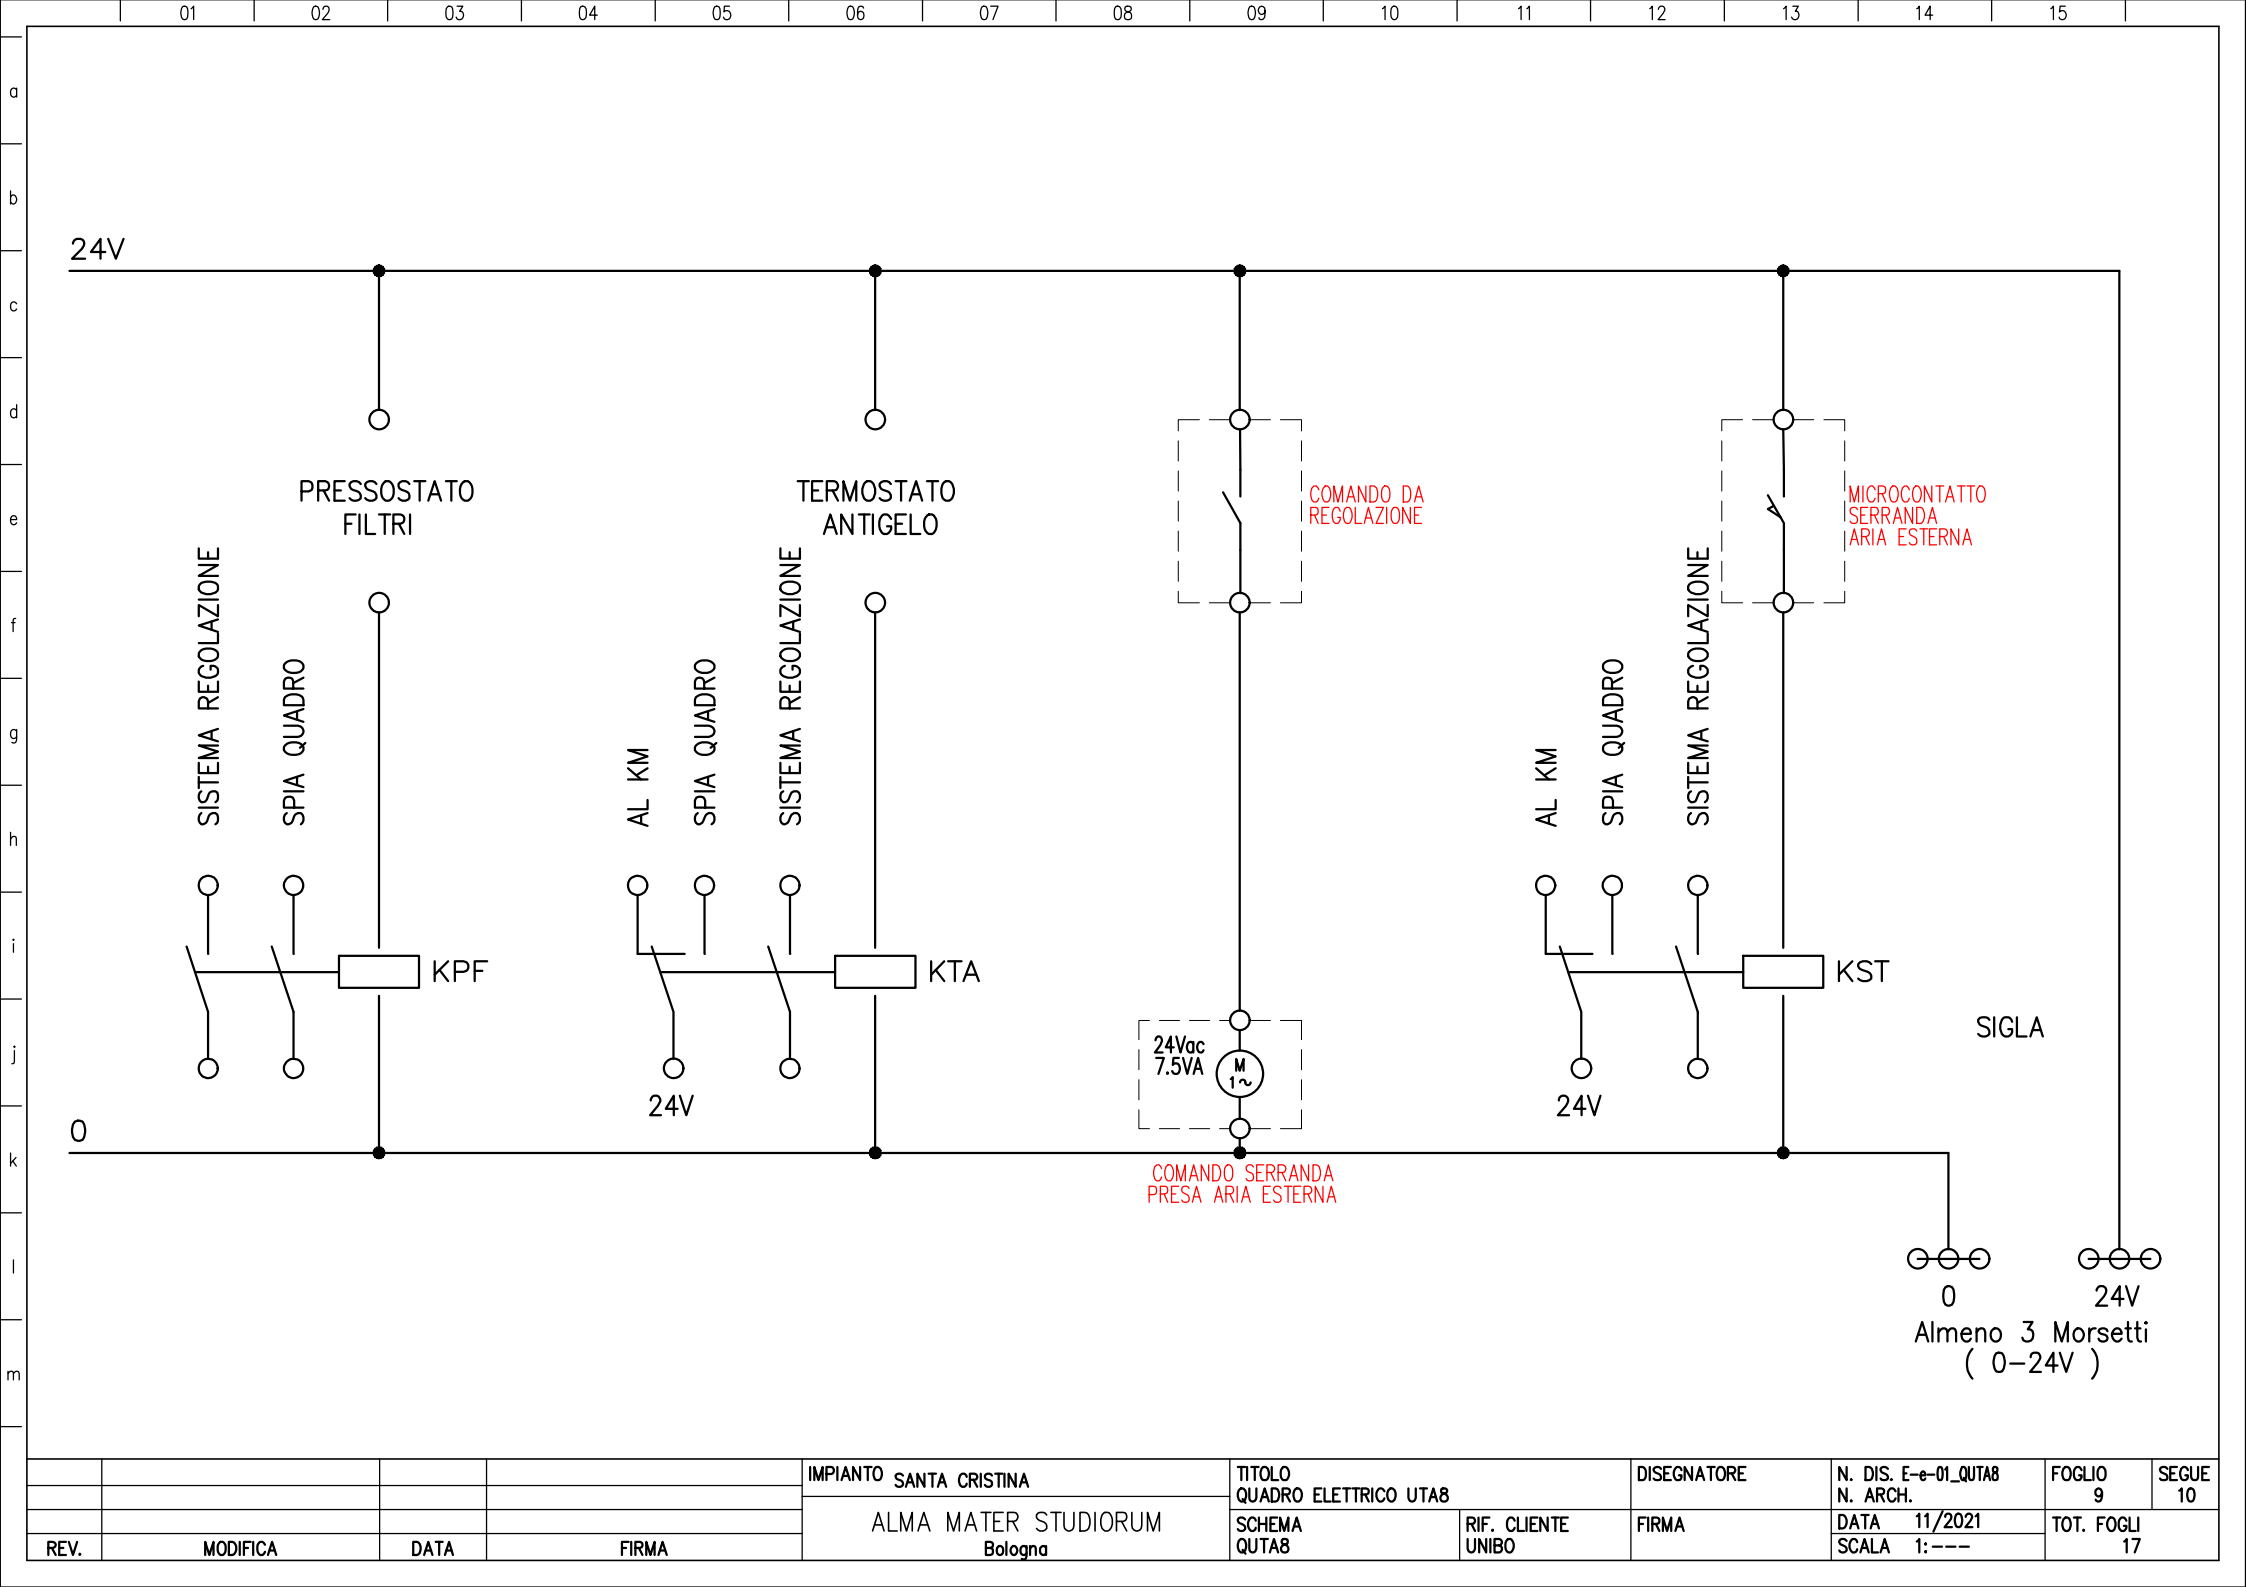 01 02 03 04 05 06 07 08 09 10 11 12 13 14 15
a
b
c
d
e
f
g
h
i
j
k
l
m
24V
PRESSOSTATO
FILTRI
TERMOSTATO
ANTIGELO
COMANDO DA
REGOLAZIONE
MICROCONTATTO
SERRANDA
ARIA ESTERNA
SISTEMA REGOLAZIONE
SPIA QUADRO
AL KM
SPIA QUADRO
SISTEMA REGOLAZIONE
AL KM
SPIA QUADRO
SISTEMA REGOLAZIONE
KPF
KTA
KST
SIGLA
24Vac
7.5VA
M
1~
24V
24V
0
COMANDO SERRANDA
PRESA ARIA ESTERNA
0
24V
Almeno 3 Morsetti
( 0-24V )
REV.
MODIFICA
DATA
FIRMA
IMPIANTO SANTA CRISTINA
ALMA MATER STUDIORUM
Bologna
TITOLO
QUADRO ELETTRICO UTA8
SCHEMA
QUTA8
RIF. CLIENTE
UNIBO
DISEGNATORE
FIRMA
N. DIS. E-e-01_QUTA8
N. ARCH.
DATA 11/2021
SCALA 1:---
FOGLIO
9
SEGUE
10
TOT. FOGLI
17